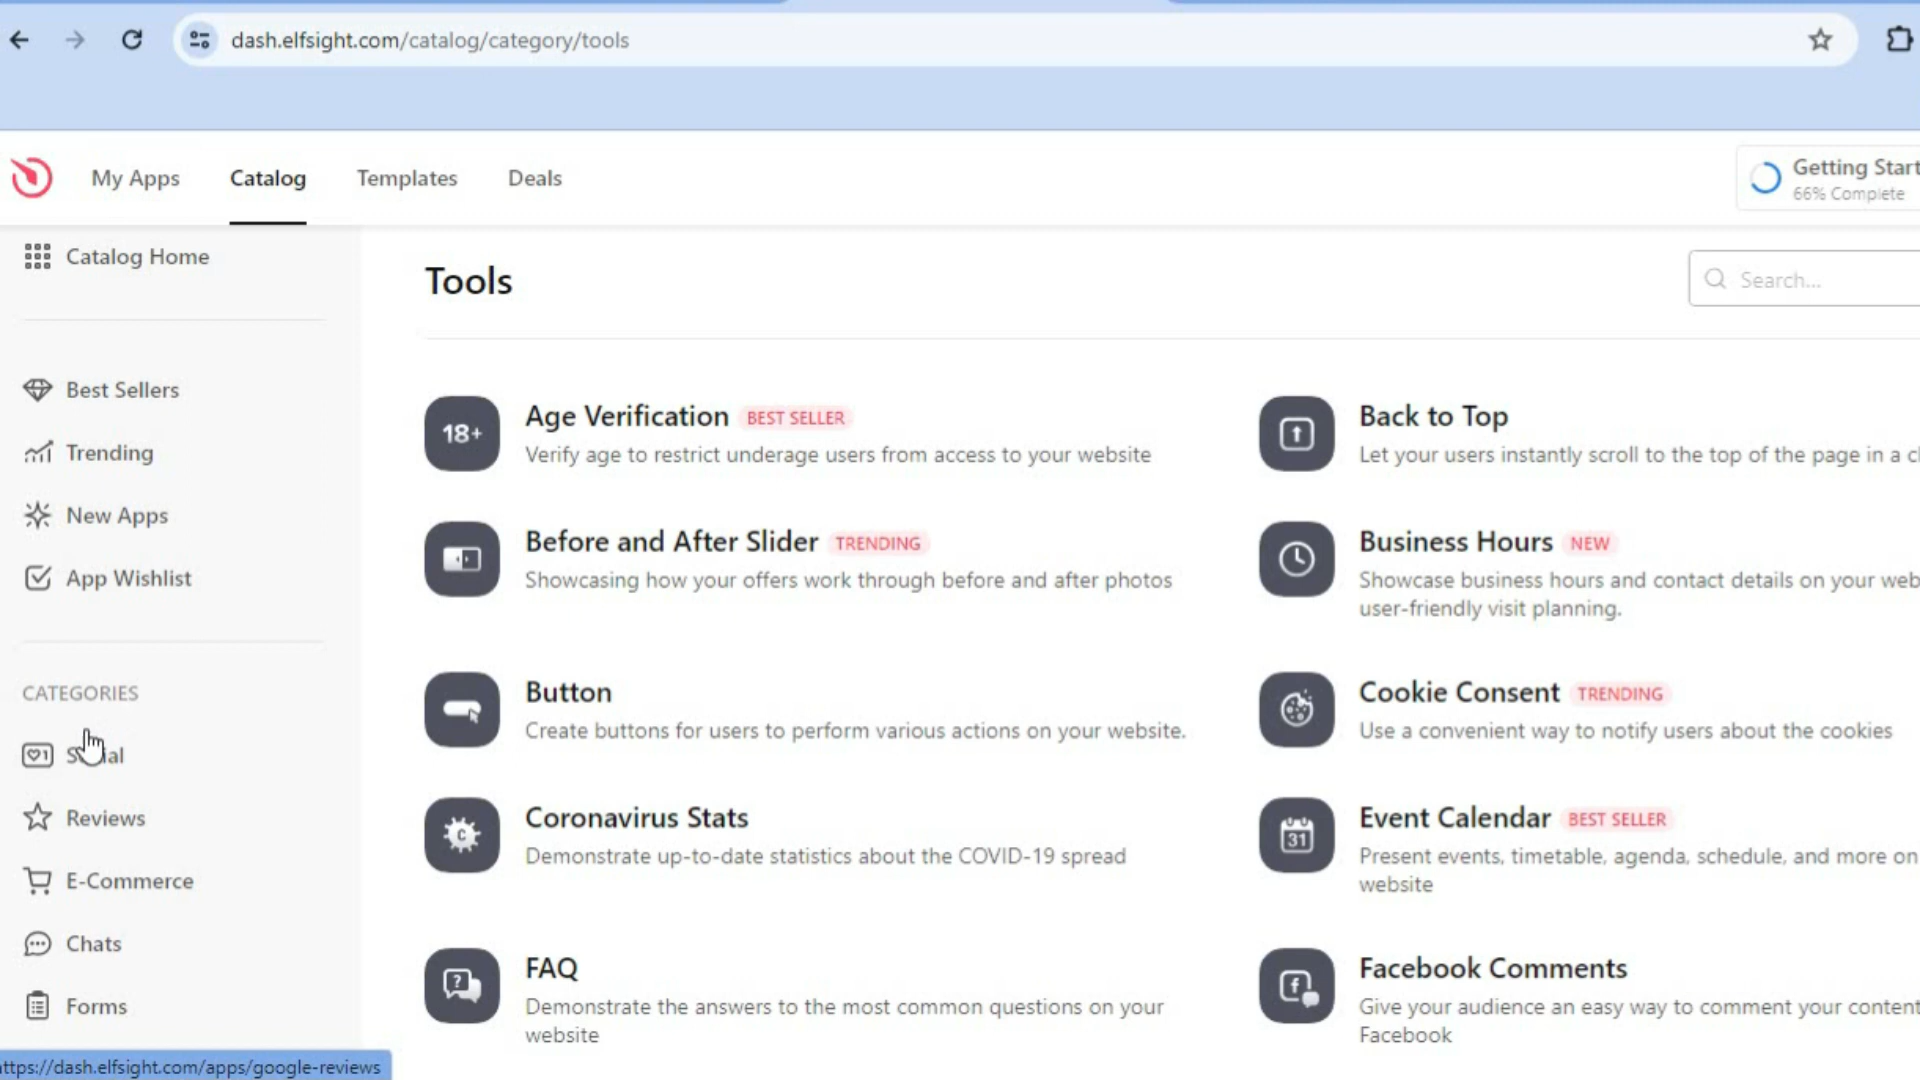 dash.elfsight.com/catalog/category/tools
My Apps
Catalog
Templates
Deals
Getting Start
66% Complete
Catalog Home
Best Sellers
Trending
New Apps
App Wishlist
CATEGORIES
Reviews
E-Commerce
Chats
Forms
Tools
Search...
18+
Age Verification BEST SELLER
Verify age to restrict underage users from access to your website
Back to Top
Let your users instantly scroll to the top of the page in a
Before and After Slider TRENDING
Showcasing how your offers work through before and after photos
Business Hours NEW
Showcase business hours and contact details on your web
user-friendly visit planning.
Button
Create buttons for users to perform various actions on your website.
Cookie Consent TRENDING
Use a convenient way to notify users about the cookies
C
Coronavirus Stats
Demonstrate up-to-date statistics about the COVID-19 spread
31
Event Calendar BEST SELLER
Present events, timetable, agenda, schedule, and more on
website
?
FAQ
Demonstrate the answers to the most common questions on your
website
f
Facebook Comments
Give your audience an easy way to comment your content
Facebook
ttps://dash.elfsight.com/apps/google-reviews